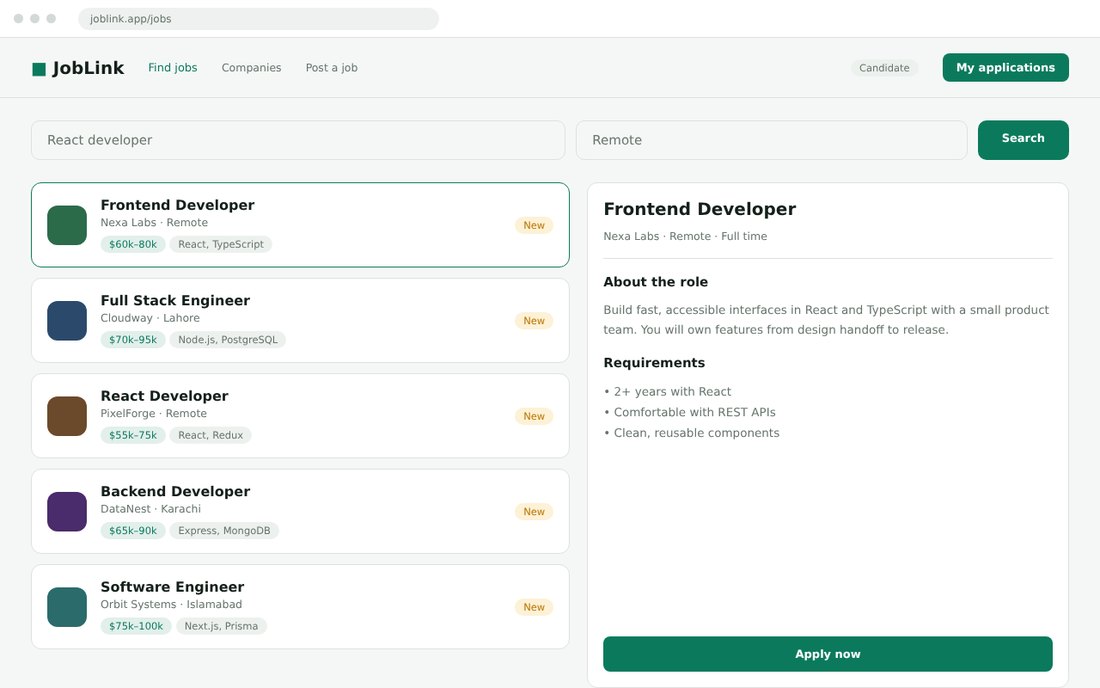 joblink.app/jobs
JobLink
Find jobs
Companies
Post a job
Candidate
My applications
React developer
Remote
Search
Frontend Developer
Nexa Labs · Remote
$60k–80k
React, TypeScript
New
Full Stack Engineer
Cloudway · Lahore
$70k–95k
Node.js, PostgreSQL
New
React Developer
PixelForge · Remote
$55k–75k
React, Redux
New
Backend Developer
DataNest · Karachi
$65k–90k
Express, MongoDB
New
Software Engineer
Orbit Systems · Islamabad
$75k–100k
Next.js, Prisma
New
Frontend Developer
Nexa Labs · Remote · Full time
About the role
Build fast, accessible interfaces in React and TypeScript with a small product
team. You will own features from design handoff to release.
Requirements
• 2+ years with React
• Comfortable with REST APIs
• Clean, reusable components
Apply now